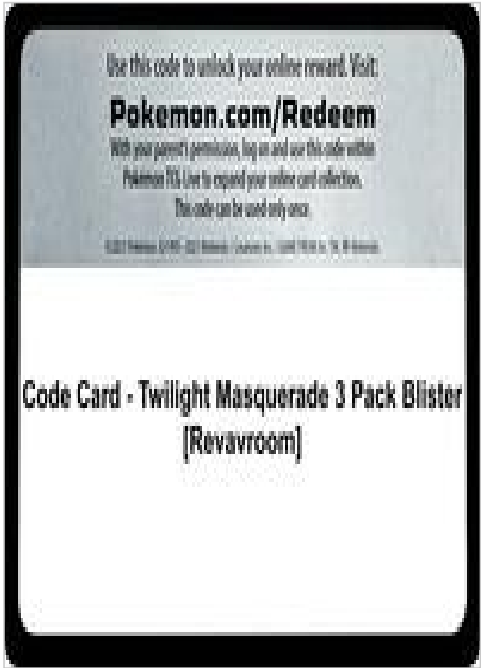 Use this code to unlock your online reward. Visit:
Pokemon.com/Redeem
With your parent's permission, log on and use this code within
Pokémon TCG Live to expand your online card collection.
This code can be used only once.
Code Card - Twilight Masquerade 3 Pack Blister
[Revavroom]